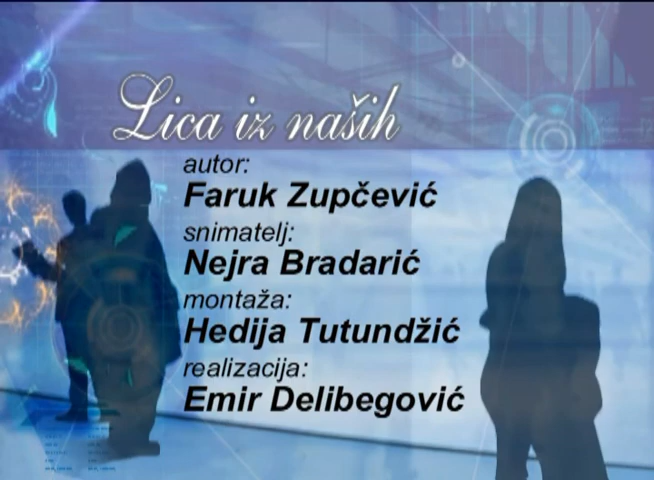 Lica iz naših
autor:
Faruk Zupčević
snimatelj:
Nejra Bradarić
montaža:
Hedija Tutundžić
realizacija:
Emir Delibegović